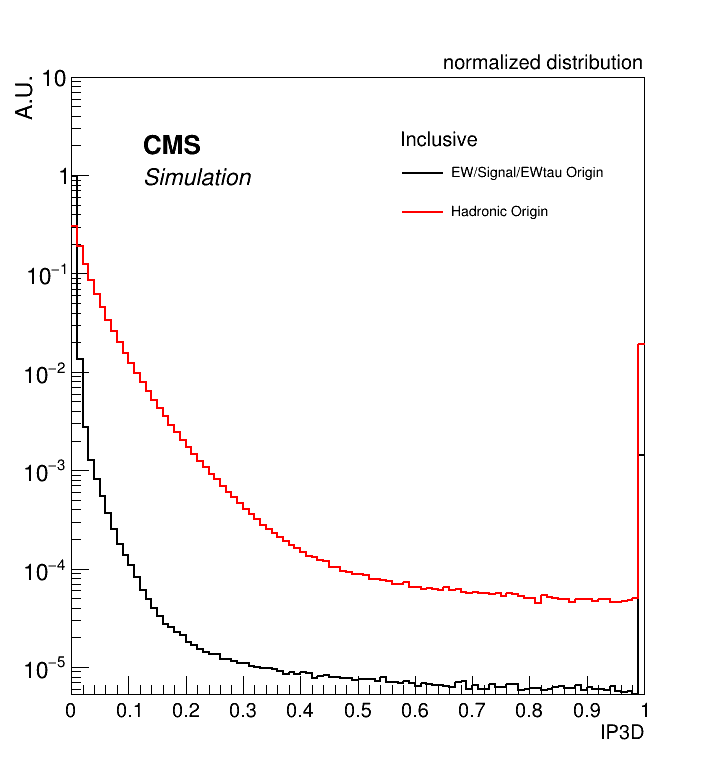 normalized distribution
A.U.
10
1
10⁻¹
10⁻²
10⁻³
10⁻⁴
10⁻⁵
CMS
Simulation
Inclusive
EW/Signal/EWtau Origin
Hadronic Origin
0 0.1 0.2 0.3 0.4 0.5 0.6 0.7 0.8 0.9 1
IP3D